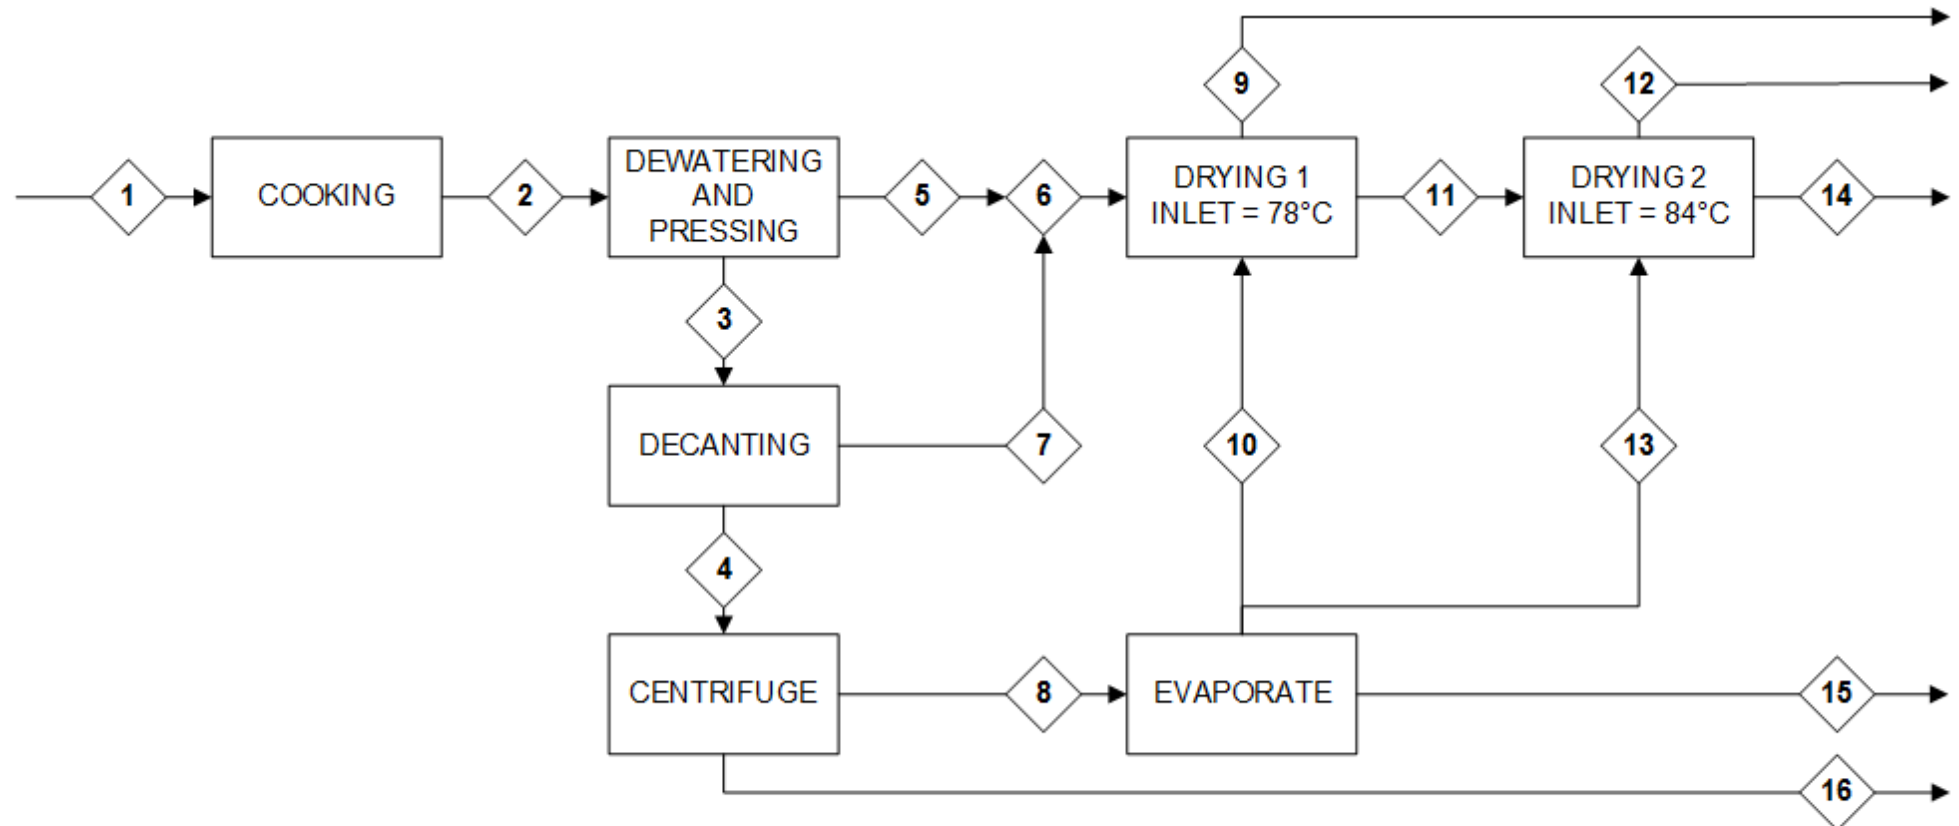 9
12
1
COOKING
2
DEWATERING
AND
PRESSING
5
6
DRYING 1
INLET = 78°C
11
DRYING 2
INLET = 84°C
14
3
DECANTING
7
10
13
4
CENTRIFUGE
8
EVAPORATE
15
16